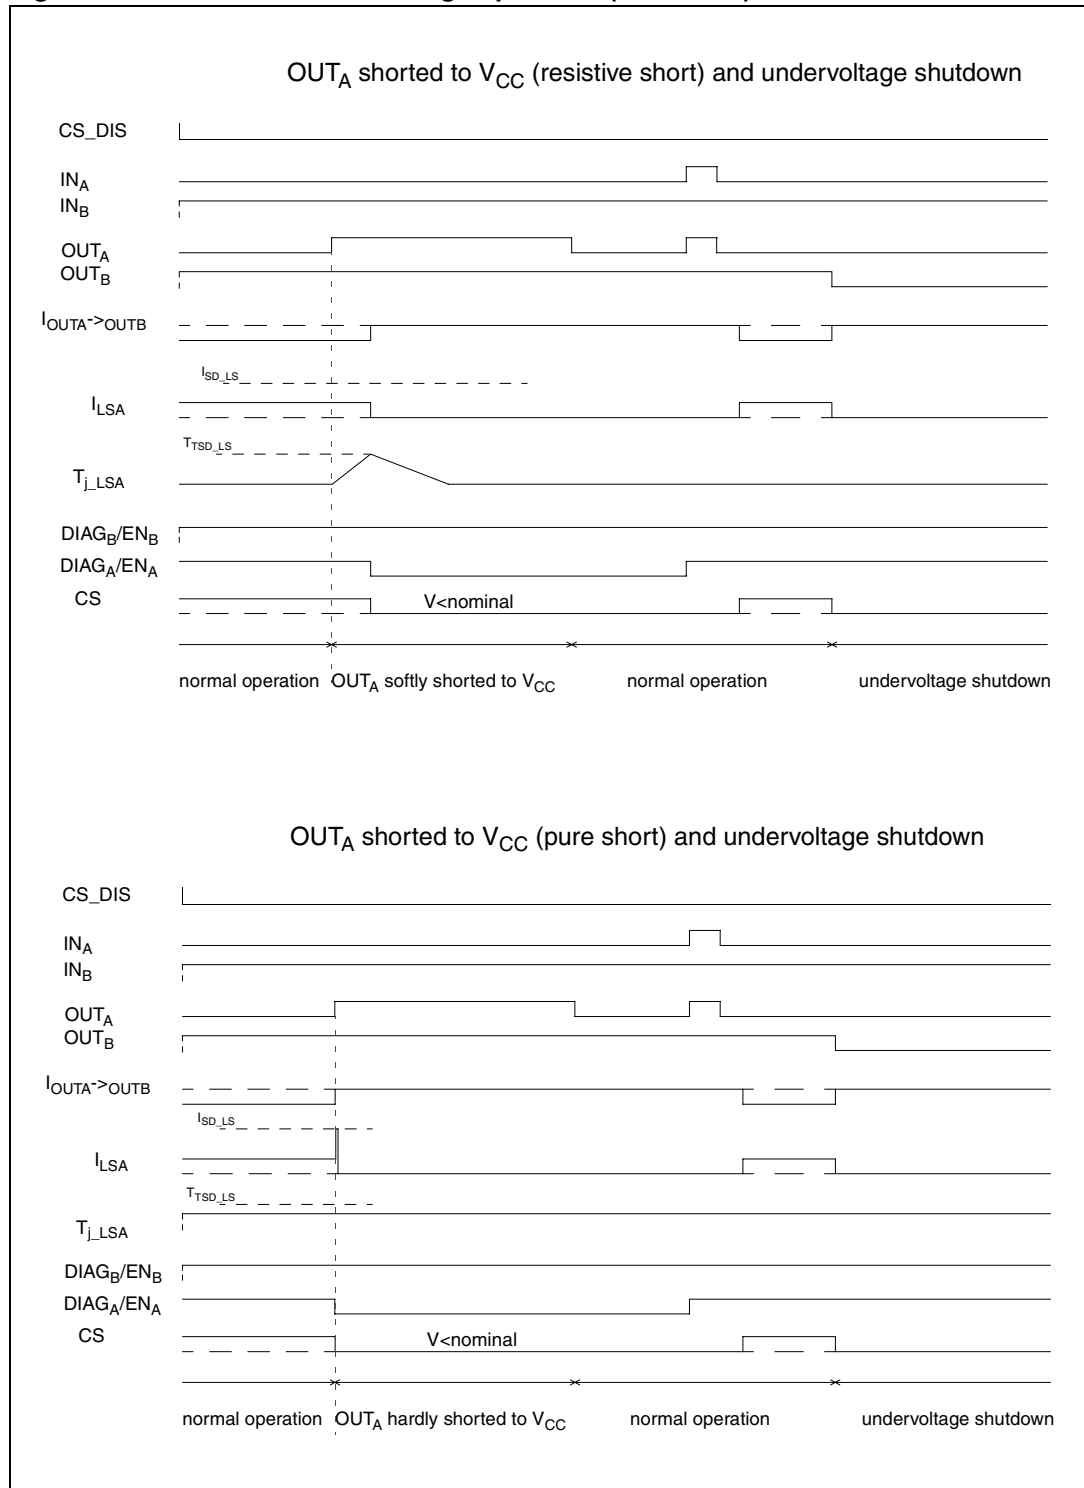 OUTA shorted to VCC (resistive short) and undervoltage shutdown
CS_DIS
INA
INB
OUTA
OUTB
IOUTA->OUTB
ISD_LS
ILSA
TTSD_LS
Tj_LSA
DIAGB/ENB
DIAGA/ENA
CS
V<nominal
normal operation
OUTA softly shorted to VCC
normal operation
undervoltage shutdown
OUTA shorted to VCC (pure short) and undervoltage shutdown
CS_DIS
INA
INB
OUTA
OUTB
IOUTA->OUTB
ISD_LS
ILSA
TTSD_LS
Tj_LSA
DIAGB/ENB
DIAGA/ENA
CS
V<nominal
normal operation
OUTA hardly shorted to VCC
normal operation
undervoltage shutdown